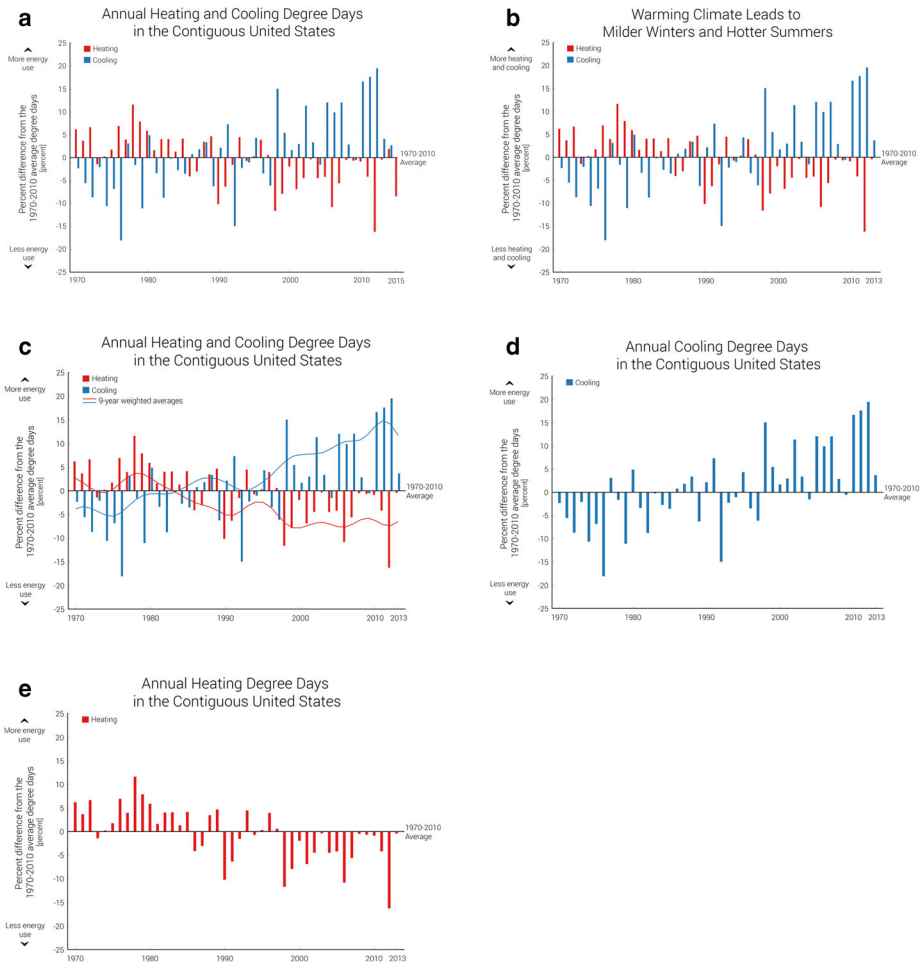 a
Annual Heating and Cooling Degree Days
in the Contiguous United States
More energy
use
Heating
Cooling
25
20
15
10
5
0
-5
-10
-15
-20
-25
Percent difference from the
1970-2010 average degree days
[percent]
1970-2010
Average
Less energy
use
1970
1980
1990
2000
2010
2015
b
Warming Climate Leads to
Milder Winters and Hotter Summers
More heating
and cooling
Heating
Cooling
25
20
15
10
5
0
-5
-10
-15
-20
-25
Percent difference from the
1970-2010 average degree days
[percent]
1970-2010
Average
Less heating
and cooling
1970
1980
1990
2000
2010
2013
c
Annual Heating and Cooling Degree Days
in the Contiguous United States
More energy
use
Heating
Cooling
9-year weighted averages
25
20
15
10
5
0
-5
-10
-15
-20
-25
Percent difference from the
1970-2010 average degree days
[percent]
1970-2010
Average
Less energy
use
1970
1980
1990
2000
2010
2013
d
Annual Cooling Degree Days
in the Contiguous United States
More energy
use
Cooling
25
20
15
10
5
0
-5
-10
-15
-20
-25
Percent difference from the
1970-2010 average degree days
[percent]
1970-2010
Average
Less energy
use
1970
1980
1990
2000
2010
2013
e
Annual Heating Degree Days
in the Contiguous United States
More energy
use
Heating
25
20
15
10
5
0
-5
-10
-15
-20
-25
Percent difference from the
1970-2010 average degree days
[percent]
1970-2010
Average
Less energy
use
1970
1980
1990
2000
2010
2013